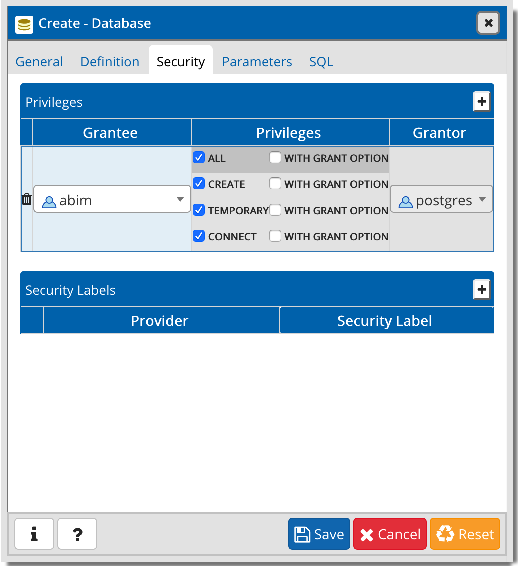 Create - Database
General Definition Security Parameters SQL
Privileges
Grantee Privileges Grantor
ALL WITH GRANT OPTION
CREATE WITH GRANT OPTION
abim postgres
TEMPORARY WITH GRANT OPTION
CONNECT WITH GRANT OPTION
Security Labels
Provider Security Label
i ? Save Cancel Reset